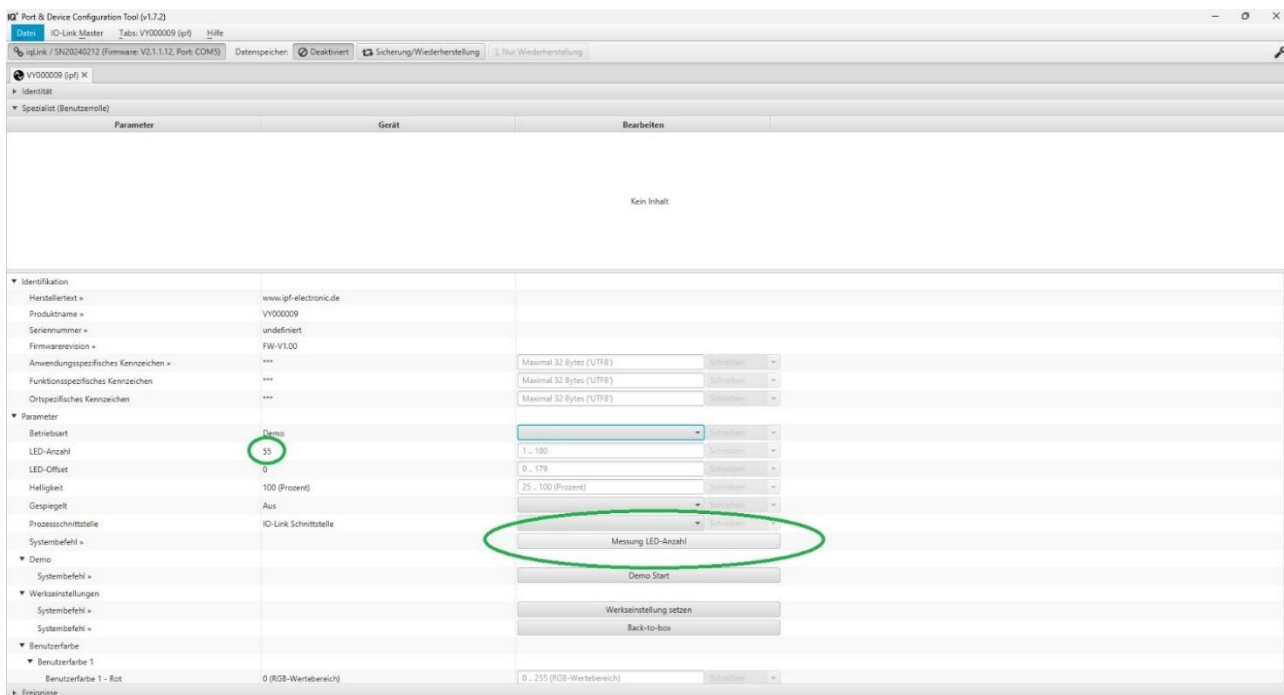 IQ² Port & Device Configuration Tool (v1.7.2)
Datei IO-Link Master Tabs: VY000009 (ipf) Hilfe
iqLink / SN20240212 (Firmware: V2.1.1.12, Port: COM5) Datenspeicher: Deaktiviert Sicherung/Wiederherstellung Nur Wiederherstellung
VY000009 (ipf) ×
Identität
Spezialist (Benutzerrolle)
Parameter Gerät Bearbeiten
Kein Inhalt
Identifikation
Herstellertext » www.ipf-electronic.de
Produktname » VY000009
Seriennummer » undefiniert
Firmwarerevision » FW-V1.00
Anwendungsspezifisches Kennzeichen » *** Maximal 32 Bytes ('UTF8') Schreiben
Funktionsspezifisches Kennzeichen *** Maximal 32 Bytes ('UTF8') Schreiben
Ortspezifisches Kennzeichen *** Maximal 32 Bytes ('UTF8') Schreiben
Parameter
Betriebsart Demo Schreiben
LED-Anzahl 55 1 .. 180 Schreiben
LED-Offset 0 0 .. 179 Schreiben
Helligkeit 100 (Prozent) 25 .. 100 (Prozent) Schreiben
Gespiegelt Aus Schreiben
Prozessschnittstelle IO-Link Schnittstelle Schreiben
Systembefehl » Messung LED-Anzahl
Demo
Systembefehl » Demo Start
Werkseinstellungen
Systembefehl » Werkseinstellung setzen
Systembefehl » Back-to-box
Benutzerfarbe
Benutzerfarbe 1
Benutzerfarbe 1 - Rot 0 (RGB-Wertebereich) 0 .. 255 (RGB-Wertebereich) Schreiben
Ereignisse